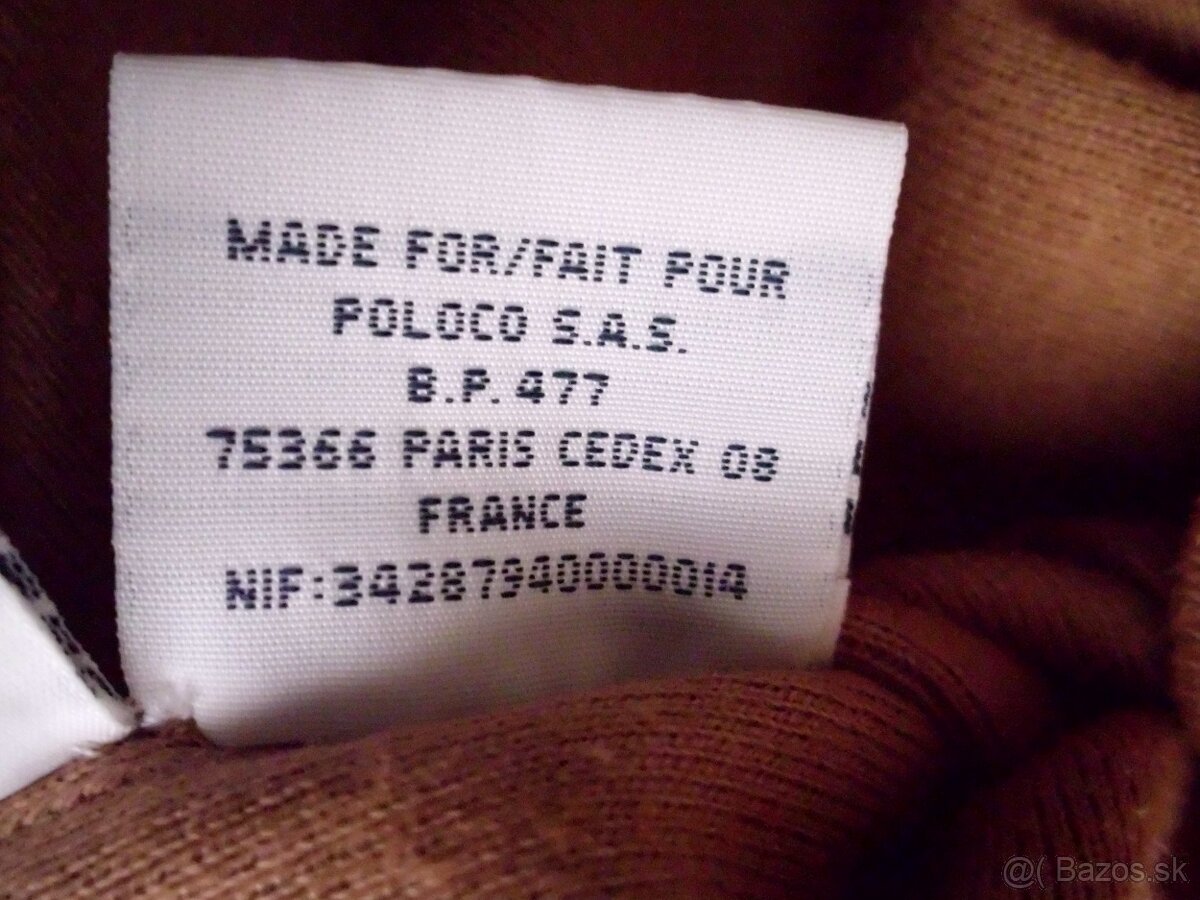 MADE FOR/FAIT POUR
POLOCO S.A.S.
B.P. 477
75366 PARIS CEDEX 08
FRANCE
NIF:34287940000014
@( Bazos.sk